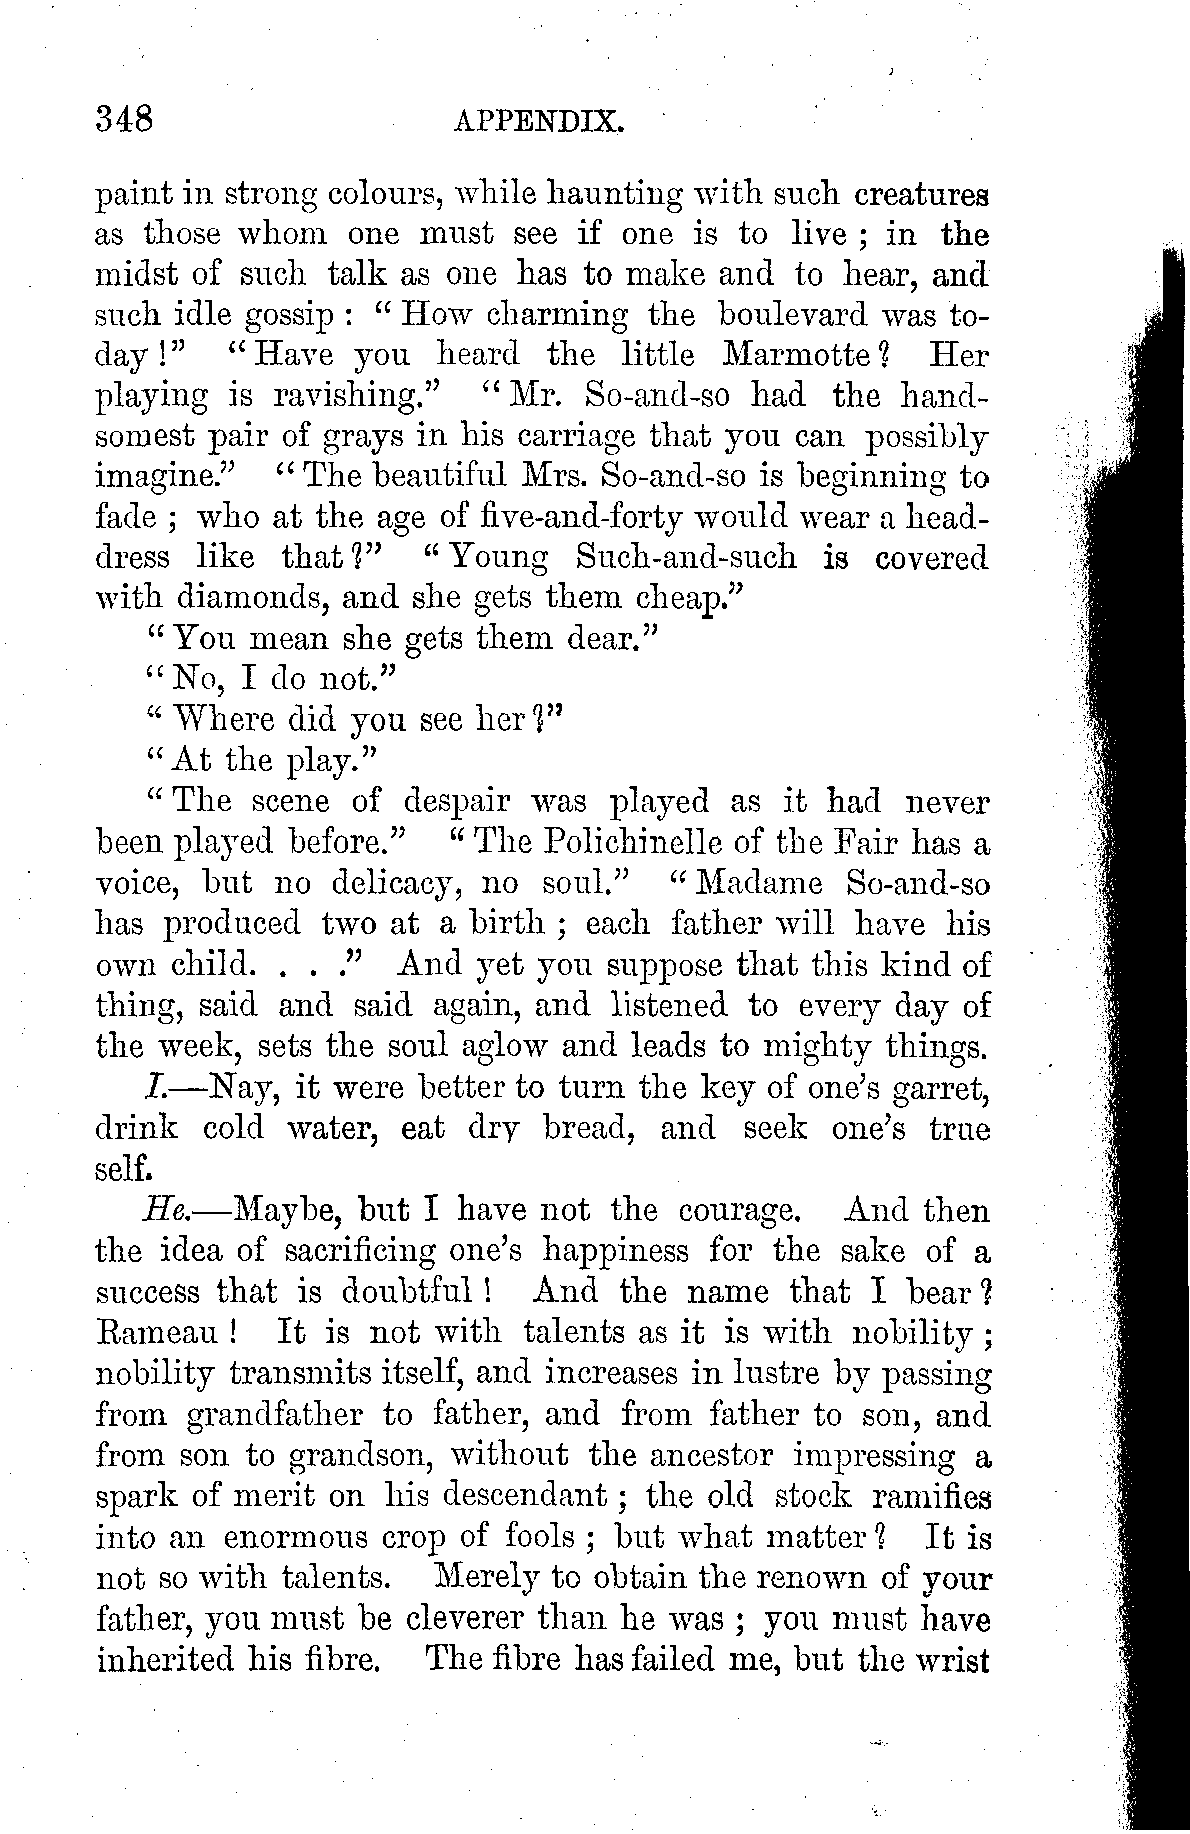 348 APPENDIX.
paint in strong colours, while haunting with such creatures
as those whom one must see if one is to live ; in the
midst of such talk as one has to make and to hear, and
such idle gossip : “ How charming the boulevard was to-
day !” “ Have you heard the little Marmotte ? Her
playing is ravishing.” “ Mr. So-and-so had the hand-
somest pair of grays in his carriage that you can possibly
imagine.” “ The beautiful Mrs. So-and-so is beginning to
fade ; who at the age of five-and-forty would wear a head-
dress like that ?” “ Young Such-and-such is covered
with diamonds, and she gets them cheap.”
“ You mean she gets them dear.”
“ No, I do not.”
“ Where did you see her ?”
“ At the play.”
“ The scene of despair was played as it had never
been played before.” “ The Polichinelle of the Fair has a
voice, but no delicacy, no soul.” “ Madame So-and-so
has produced two at a birth ; each father will have his
own child. . . .” And yet you suppose that this kind of
thing, said and said again, and listened to every day of
the week, sets the soul aglow and leads to mighty things.
I.—Nay, it were better to turn the key of one’s garret,
drink cold water, eat dry bread, and seek one’s true
self.
He.—Maybe, but I have not the courage. And then
the idea of sacrificing one’s happiness for the sake of a
success that is doubtful ! And the name that I bear ?
Rameau ! It is not with talents as it is with nobility ;
nobility transmits itself, and increases in lustre by passing
from grandfather to father, and from father to son, and
from son to grandson, without the ancestor impressing a
spark of merit on his descendant ; the old stock ramifies
into an enormous crop of fools ; but what matter ? It is
not so with talents. Merely to obtain the renown of your
father, you must be cleverer than he was ; you must have
inherited his fibre. The fibre has failed me, but the wrist